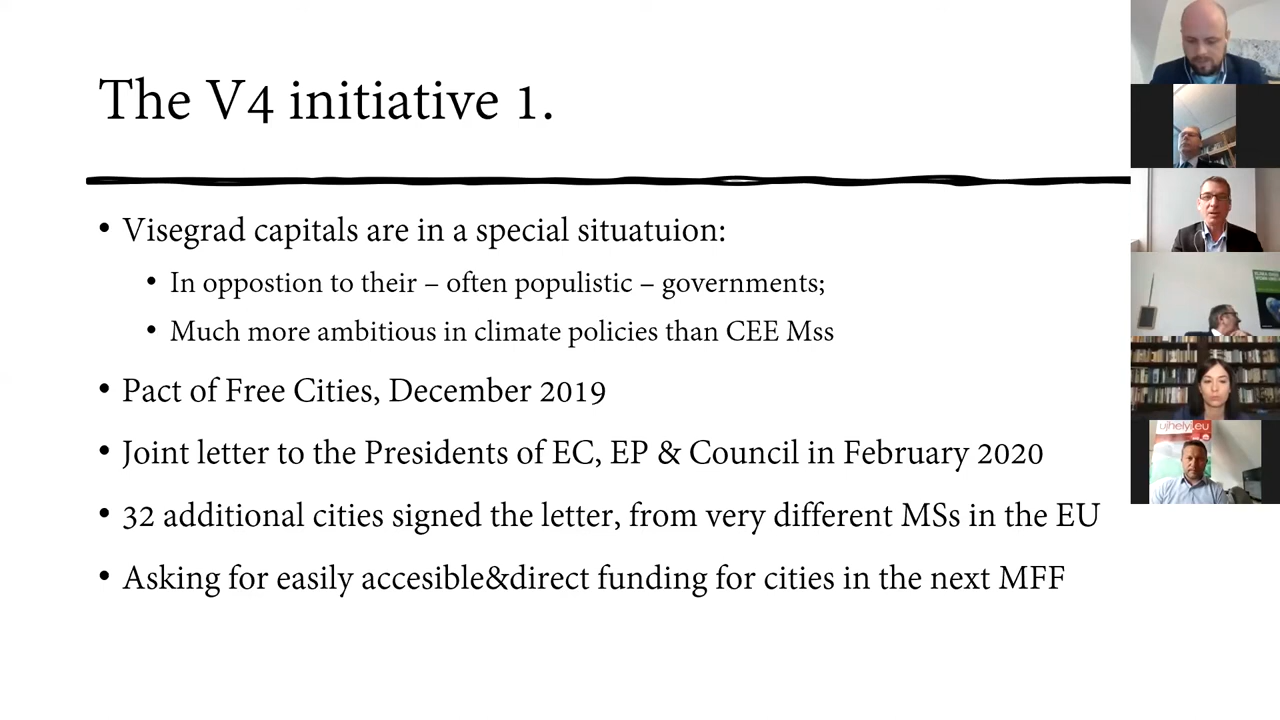 The V4 initiative 1.
• Visegrad capitals are in a special situatuion:
• In oppostion to their – often populistic – governments;
• Much more ambitious in climate policies than CEE Mss
• Pact of Free Cities, December 2019
• Joint letter to the Presidents of EC, EP & Council in February 2020
• 32 additional cities signed the letter, from very different MSs in the EU
• Asking for easily accesible&direct funding for cities in the next MFF
ujhelyi.eu